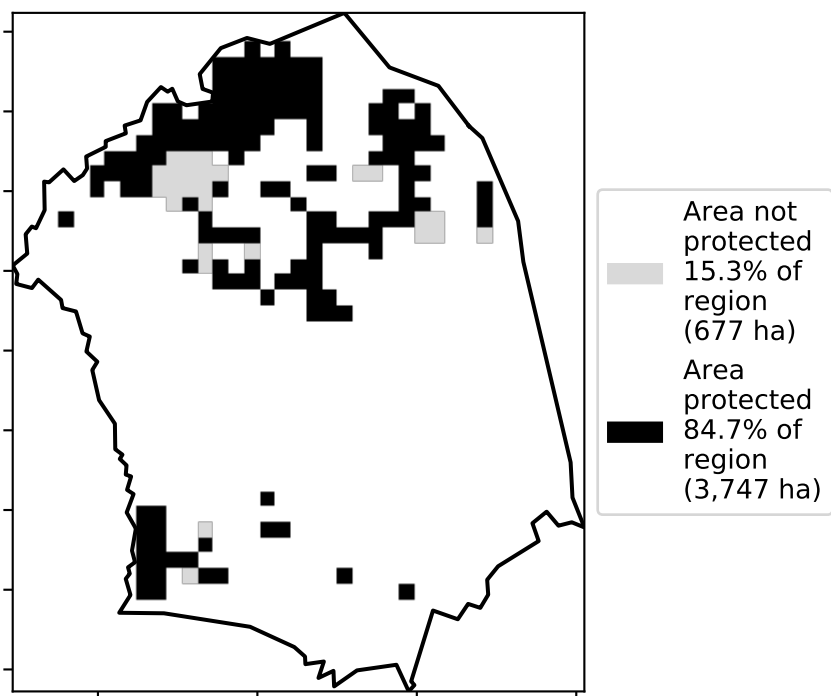 Area not
protected
15.3% of
region
(677 ha)
Area
protected
84.7% of
region
(3,747 ha)